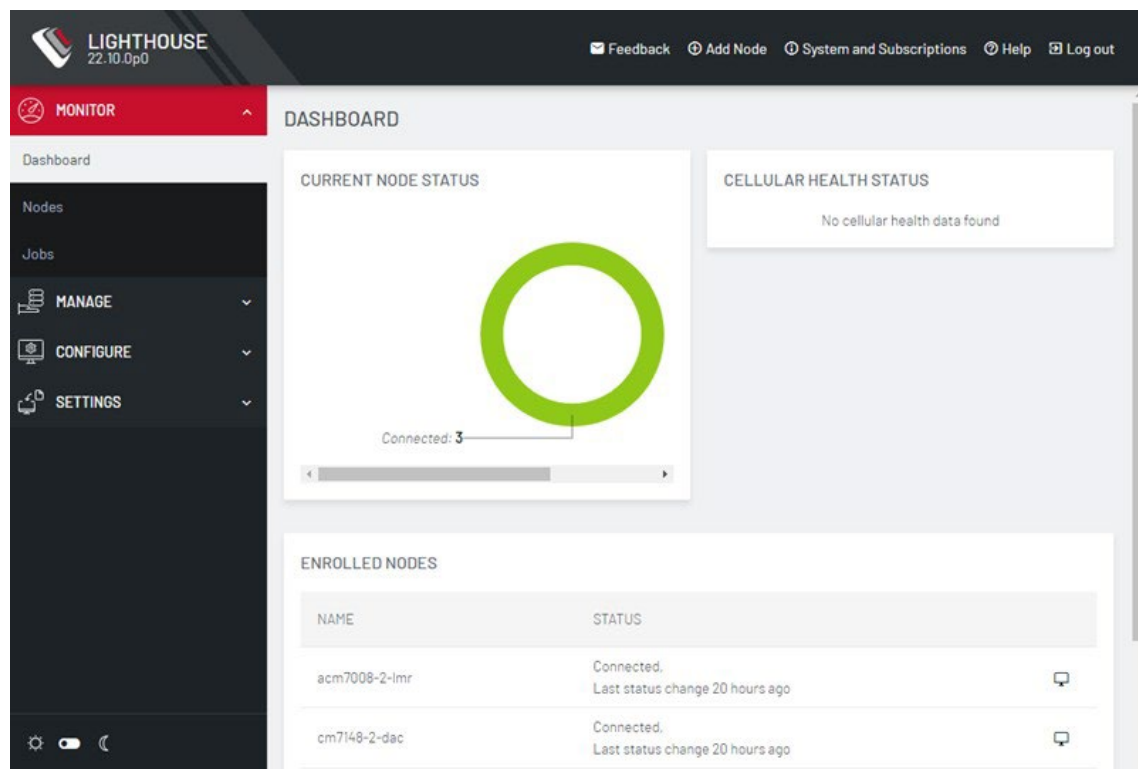 LIGHTHOUSE
22.10.0p0
Feedback
Add Node
System and Subscriptions
Help
Log out
MONITOR
Dashboard
Nodes
Jobs
MANAGE
CONFIGURE
SETTINGS
DASHBOARD
CURRENT NODE STATUS
Connected: 3
CELLULAR HEALTH STATUS
No cellular health data found
ENROLLED NODES
NAME STATUS
acm7008-2-lmr
Connected,
Last status change 20 hours ago
cm7148-2-dac
Connected,
Last status change 20 hours ago